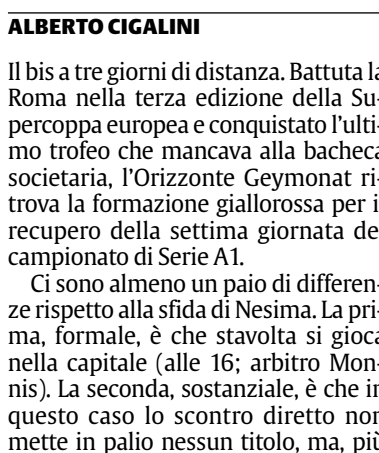 ALBERTO CIGALINI
Il bis a tre giorni di distanza. Battuta la
Roma nella terza edizione della Su-
percoppa europea e conquistato l'ulti-
mo trofeo che mancava alla bacheca
societaria, l'Orizzonte Geymonat ri-
trova la formazione giallorossa per i
recupero della settima giornata de
campionato di Serie A1.
Ci sono almeno un paio di differen-
ze rispetto alla sfida di Nesima. La pri-
ma, formale, è che stavolta si gioca
nella capitale (alle 16; arbitro Mon-
nis). La seconda, sostanziale, è che in
questo caso lo scontro diretto non
mette in palio nessun titolo, ma, più